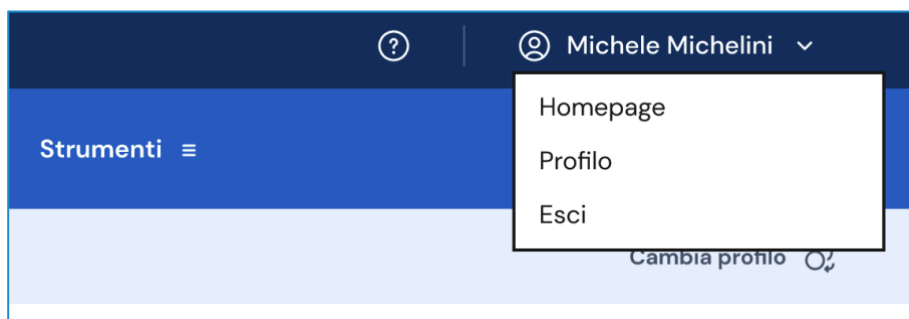 Michele Michelini
Homepage
Strumenti
Profilo
Esci
Cambia profilo